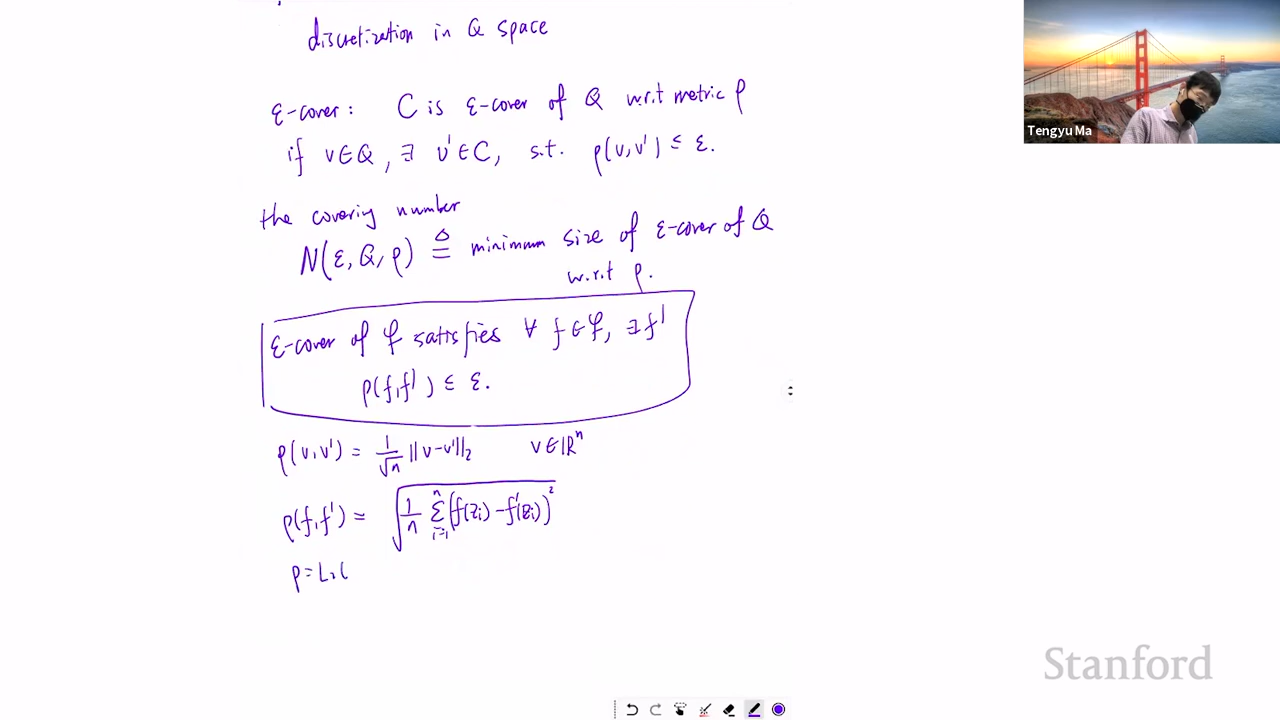 discretization in Q space
ε-cover: C is ε-cover of Q w.r.t metric ρ
if v∈Q, ∃ v'∈C, s.t. ρ(v,v') ≤ ε.
the covering number
N(ε, Q, ρ) ≜ minimum size of ε-cover of Q
w.r.t ρ.
ε-cover of F satisfies ∀ f∈F, ∃ f'
ρ(f,f') ≤ ε.
ρ(v,v') = 1/√n ||v-v'||₂ v∈ℝⁿ
ρ(f,f') = √(1/n Σᵢ₌₁ⁿ (f(zᵢ) - f'(zᵢ))²)
ρ = L₂(
Tengyu Ma
Stanford